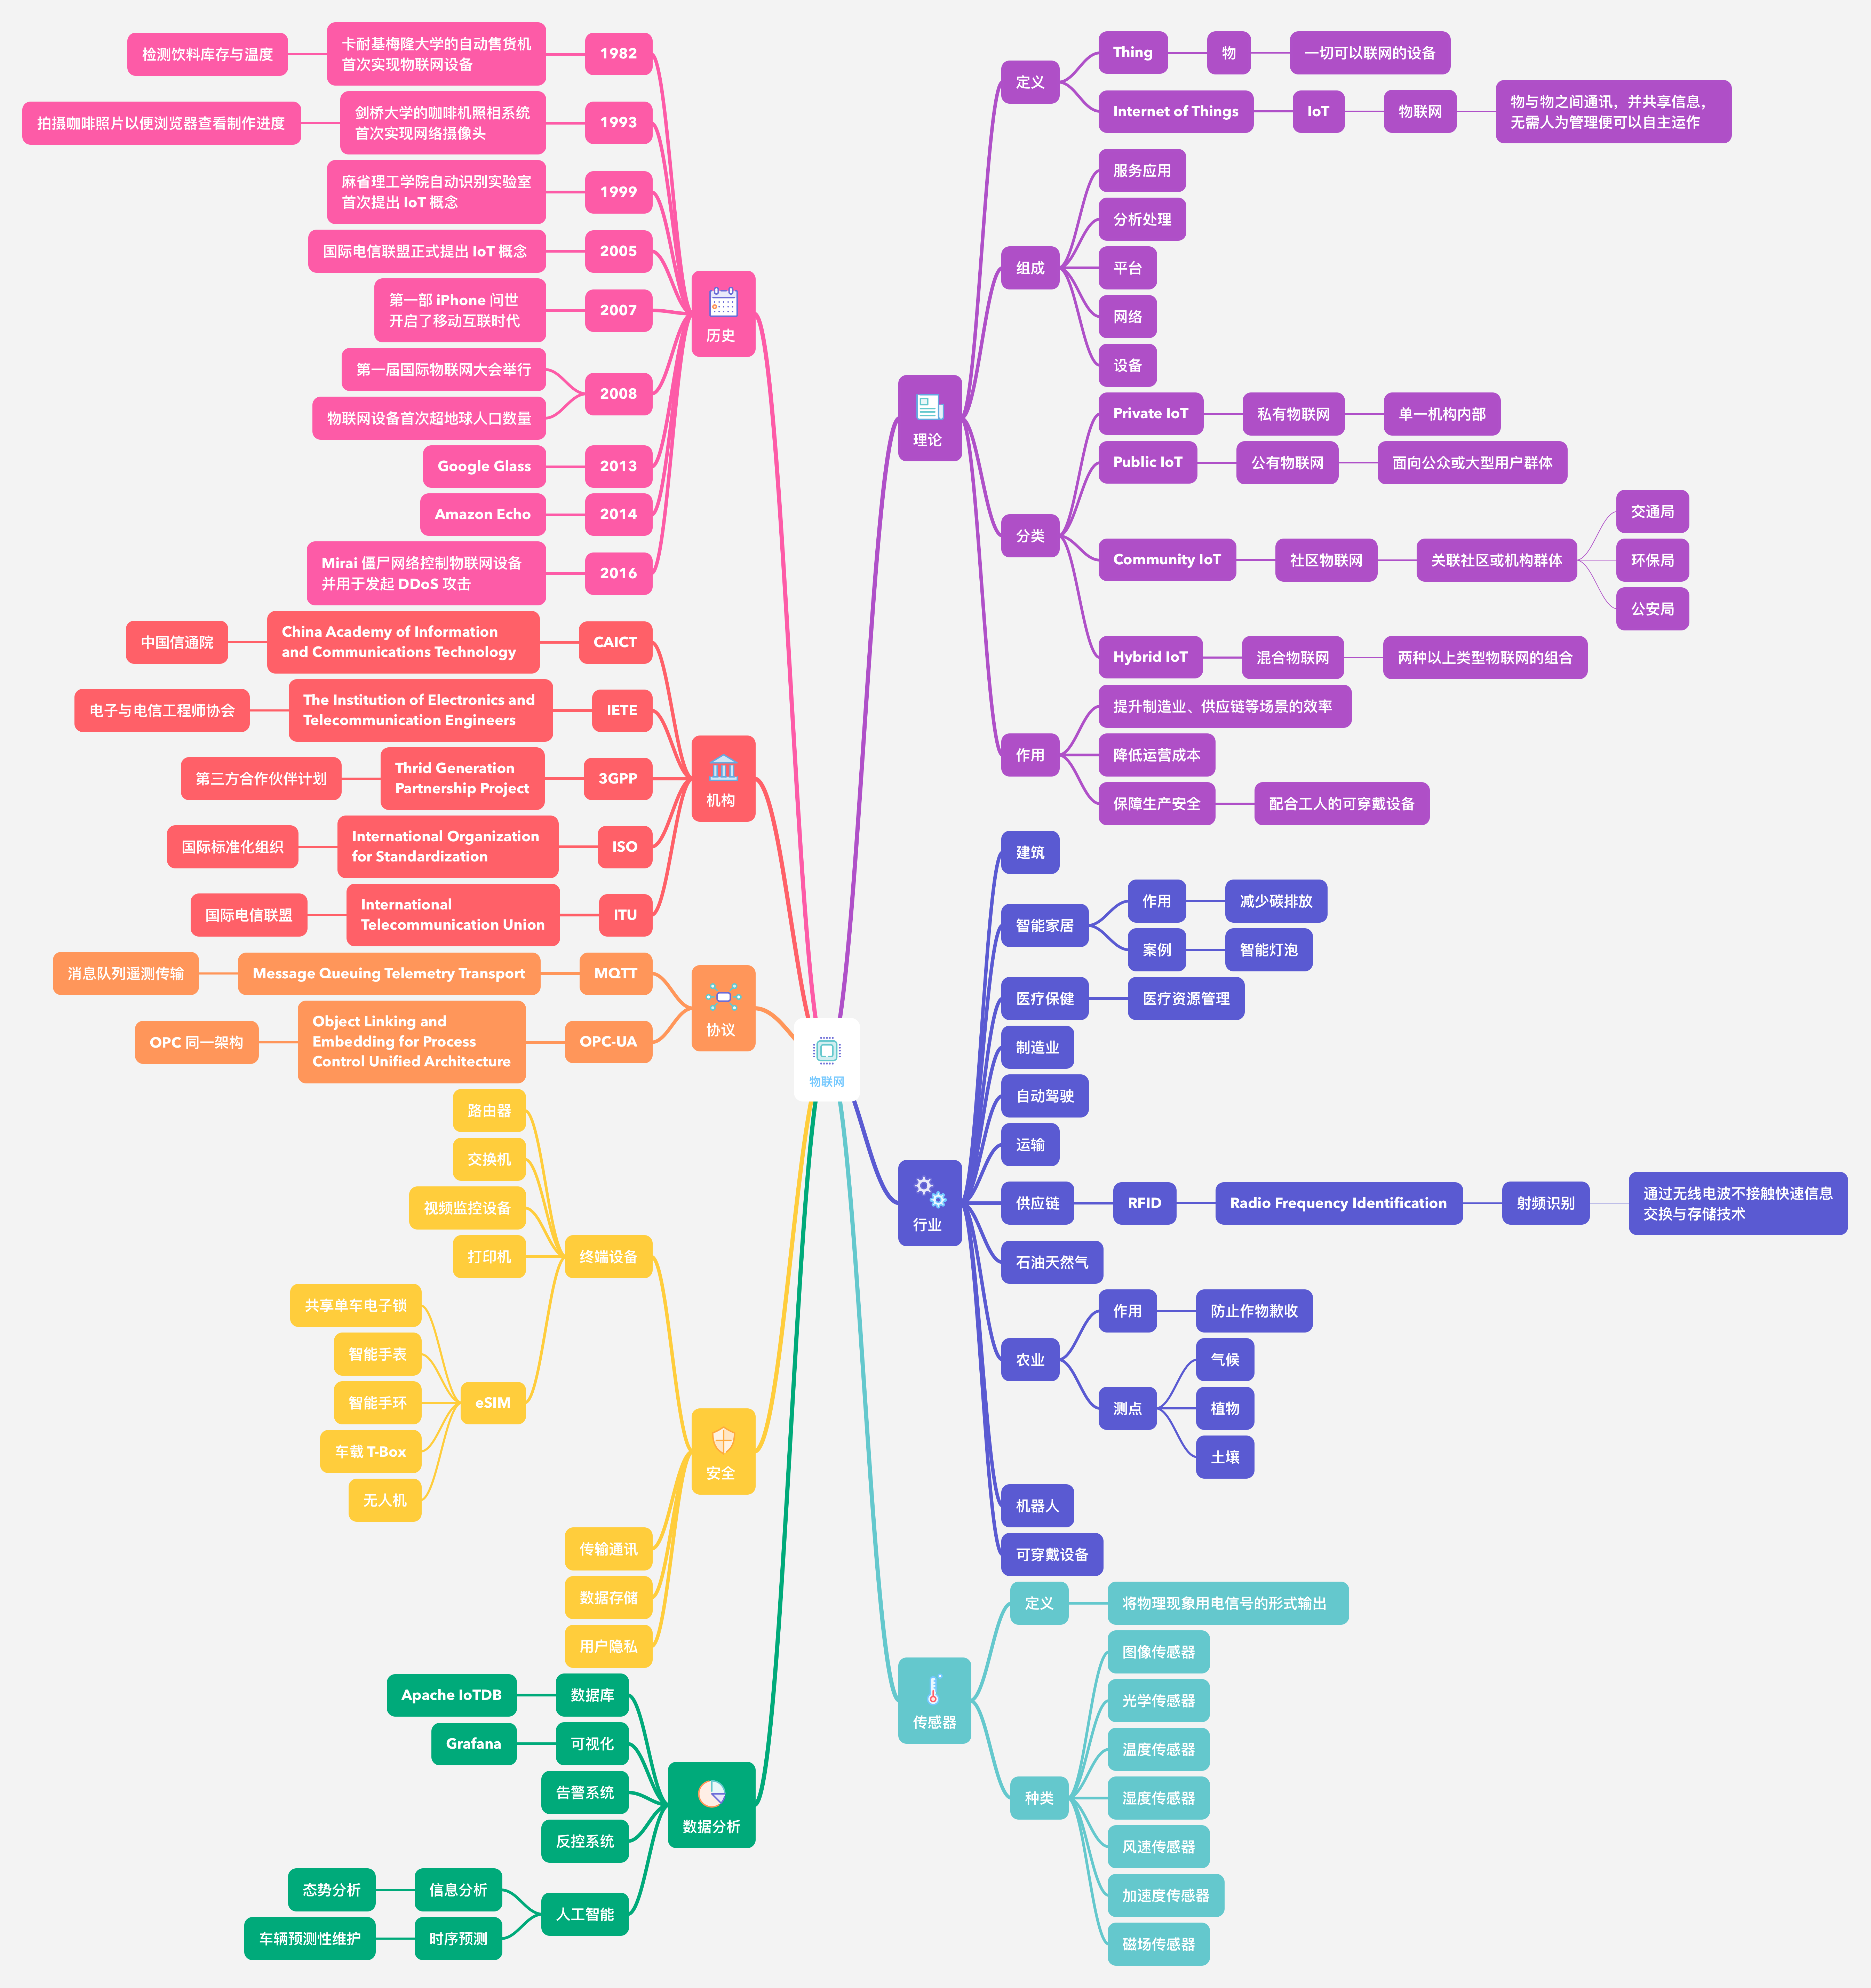 物联网
历史
1982
卡耐基梅隆大学的自动售货机
首次实现物联网设备
检测饮料库存与温度
1993
剑桥大学的咖啡机照相系统
首次实现网络摄像头
拍摄咖啡照片以便浏览器查看制作进度
1999
麻省理工学院自动识别实验室
首次提出 IoT 概念
2005
国际电信联盟正式提出 IoT 概念
2007
第一部 iPhone 问世
开启了移动互联时代
2008
第一届国际物联网大会举行
物联网设备首次超地球人口数量
2013
Google Glass
2014
Amazon Echo
2016
Mirai 僵尸网络控制物联网设备
并用于发起 DDoS 攻击
机构
CAICT
China Academy of Information
and Communications Technology
中国信通院
IETE
The Institution of Electronics and
Telecommunication Engineers
电子与电信工程师协会
3GPP
Thrid Generation
Partnership Project
第三方合作伙伴计划
ISO
International Organization
for Standardization
国际标准化组织
ITU
International
Telecommunication Union
国际电信联盟
协议
MQTT
Message Queuing Telemetry Transport
消息队列遥测传输
OPC-UA
Object Linking and
Embedding for Process
Control Unified Architecture
OPC 同一架构
安全
终端设备
路由器
交换机
视频监控设备
打印机
eSIM
共享单车电子锁
智能手表
智能手环
车载 T-Box
无人机
传输通讯
数据存储
用户隐私
数据分析
数据库
Apache IoTDB
可视化
Grafana
告警系统
反控系统
人工智能
信息分析
态势分析
时序预测
车辆预测性维护
理论
定义
Thing
物
一切可以联网的设备
Internet of Things
IoT
物联网
物与物之间通讯，并共享信息，
无需人为管理便可以自主运作
组成
服务应用
分析处理
平台
网络
设备
分类
Private IoT
私有物联网
单一机构内部
Public IoT
公有物联网
面向公众或大型用户群体
Community IoT
社区物联网
关联社区或机构群体
交通局
环保局
公安局
Hybrid IoT
混合物联网
两种以上类型物联网的组合
作用
提升制造业、供应链等场景的效率
降低运营成本
保障生产安全
配合工人的可穿戴设备
行业
建筑
智能家居
作用
减少碳排放
案例
智能灯泡
医疗保健
医疗资源管理
制造业
自动驾驶
运输
供应链
RFID
Radio Frequency Identification
射频识别
通过无线电波不接触快速信息
交换与存储技术
石油天然气
农业
作用
防止作物歉收
测点
气候
植物
土壤
机器人
可穿戴设备
传感器
定义
将物理现象用电信号的形式输出
种类
图像传感器
光学传感器
温度传感器
湿度传感器
风速传感器
加速度传感器
磁场传感器